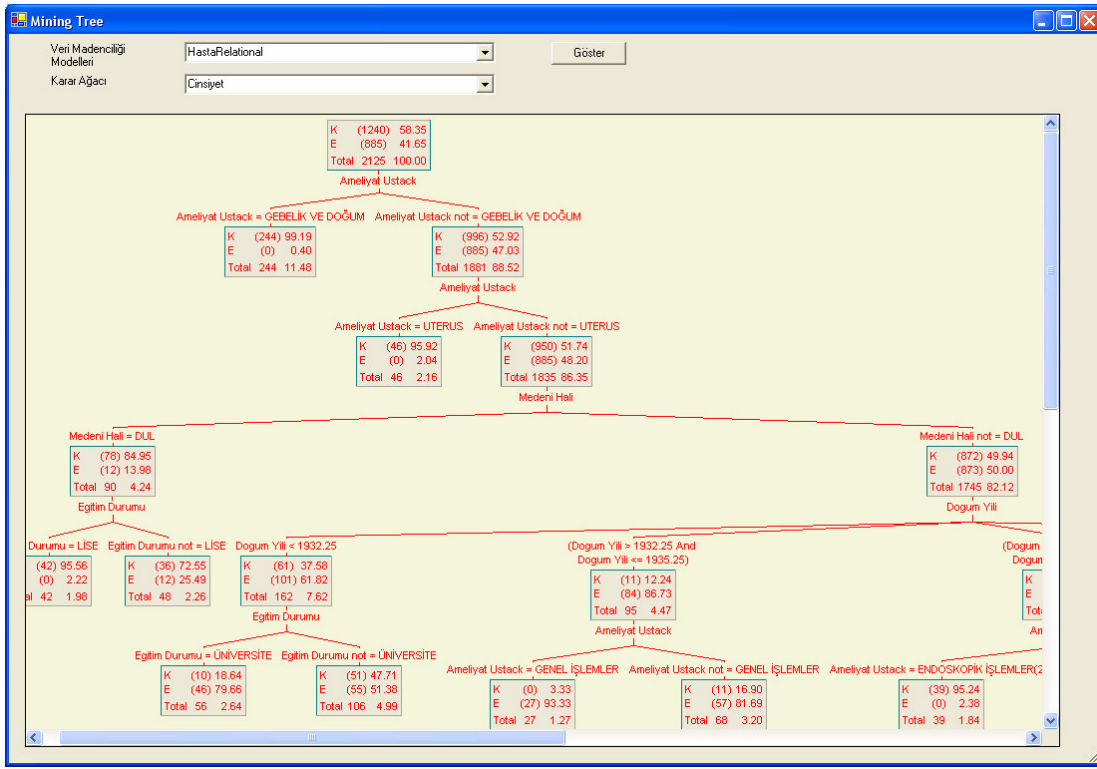 Mining Tree
Veri Madenciliği
Modelleri
HastaRelational
Göster
Karar Ağacı
Cinsiyet
K (1240) 58.35
E (885) 41.65
Total 2125 100.00
Ameliyat Ustack
Ameliyat Ustack = GEBELİK VE DOĞUM
K (244) 99.19
E (0) 0.40
Total 244 11.48
Ameliyat Ustack not = GEBELİK VE DOĞUM
K (996) 52.92
E (885) 47.03
Total 1881 88.52
Ameliyat Ustack
Ameliyat Ustack = UTERUS
K (46) 95.92
E (0) 2.04
Total 46 2.16
Ameliyat Ustack not = UTERUS
K (950) 51.74
E (885) 48.20
Total 1835 86.35
Medeni Hali
Medeni Hali = DUL
K (78) 84.95
E (12) 13.98
Total 90 4.24
Egitim Durumu
Medeni Hali not = DUL
K (872) 49.94
E (873) 50.00
Total 1745 82.12
Dogum Yili
Durumu = LİSE
(42) 95.56
(0) 2.22
al 42 1.98
Egitim Durumu not = LİSE
K (36) 72.55
E (12) 25.49
Total 48 2.26
Dogum Yili < 1932.25
K (61) 37.58
E (101) 61.82
Total 162 7.62
Egitim Durumu
(Dogum Yili > 1932.25 And
Dogum Yili <= 1935.25)
K (11) 12.24
E (84) 86.73
Total 95 4.47
Ameliyat Ustack
(Dogum
Dogum
K
E
Tota
Am
Egitim Durumu = ÜNİVERSİTE
K (10) 18.64
E (46) 79.66
Total 56 2.64
Egitim Durumu not = ÜNİVERSİTE
K (51) 47.71
E (55) 51.38
Total 106 4.99
Ameliyat Ustack = GENEL İŞLEMLER
K (0) 3.33
E (27) 93.33
Total 27 1.27
Ameliyat Ustack not = GENEL İŞLEMLER
K (11) 16.90
E (57) 81.69
Total 68 3.20
Ameliyat Ustack = ENDOSKOPİK İŞLEMLER(2
K (39) 95.24
E (0) 2.38
Total 39 1.84